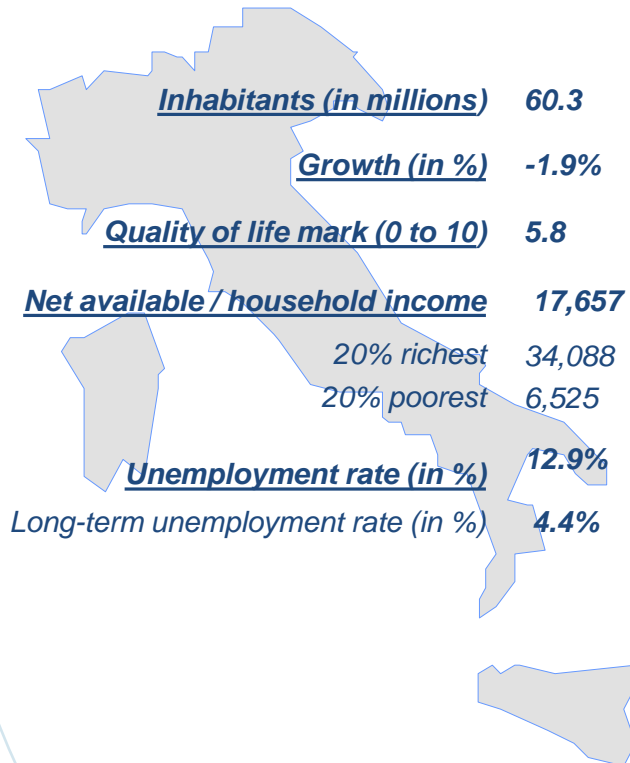 Inhabitants (in millions) 60.3
Growth (in %) -1.9%
Quality of life mark (0 to 10) 5.8
Net available / household income 17,657
20% richest 34,088
20% poorest 6,525
Unemployment rate (in %) 12.9%
Long-term unemployment rate (in %) 4.4%